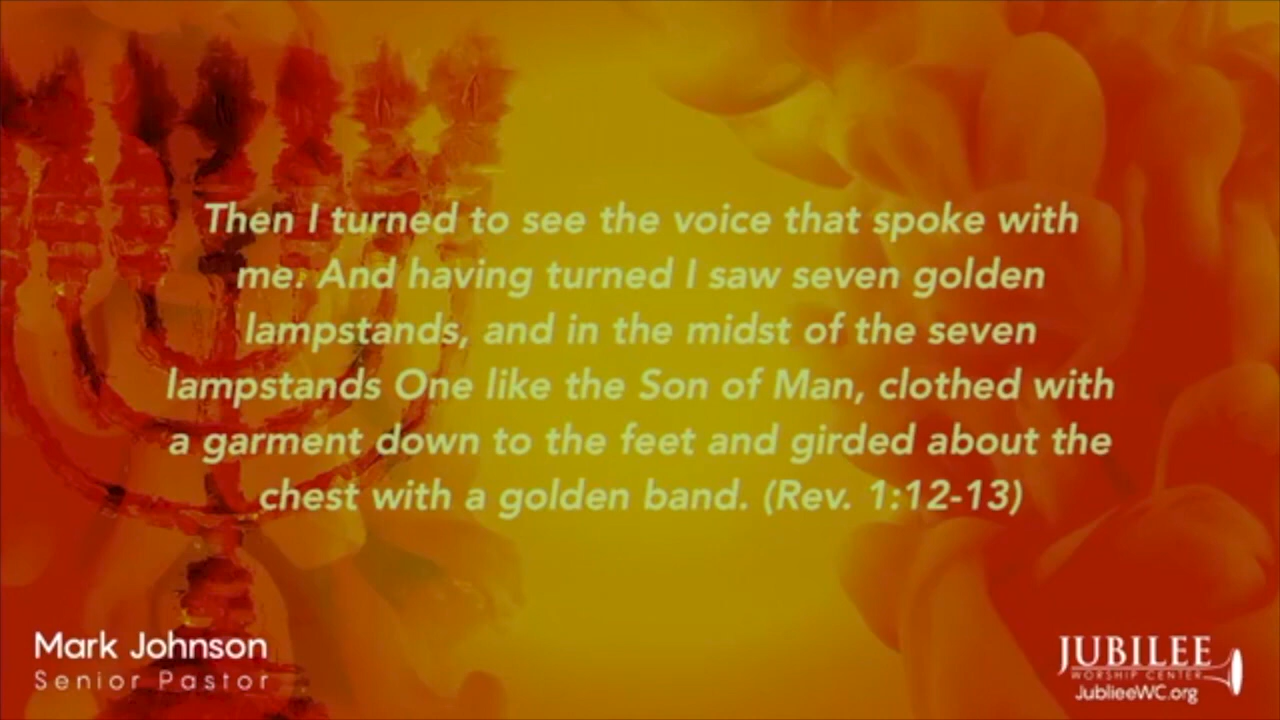 Then I turned to see the voice that spoke with
me. And having turned I saw seven golden
lampstands, and in the midst of the seven
lampstands One like the Son of Man, clothed with
a garment down to the feet and girded about the
chest with a golden band. (Rev. 1:12-13)
Mark Johnson
Senior Pastor
JUBILEE
WORSHIP CENTER
JublieeWC.org